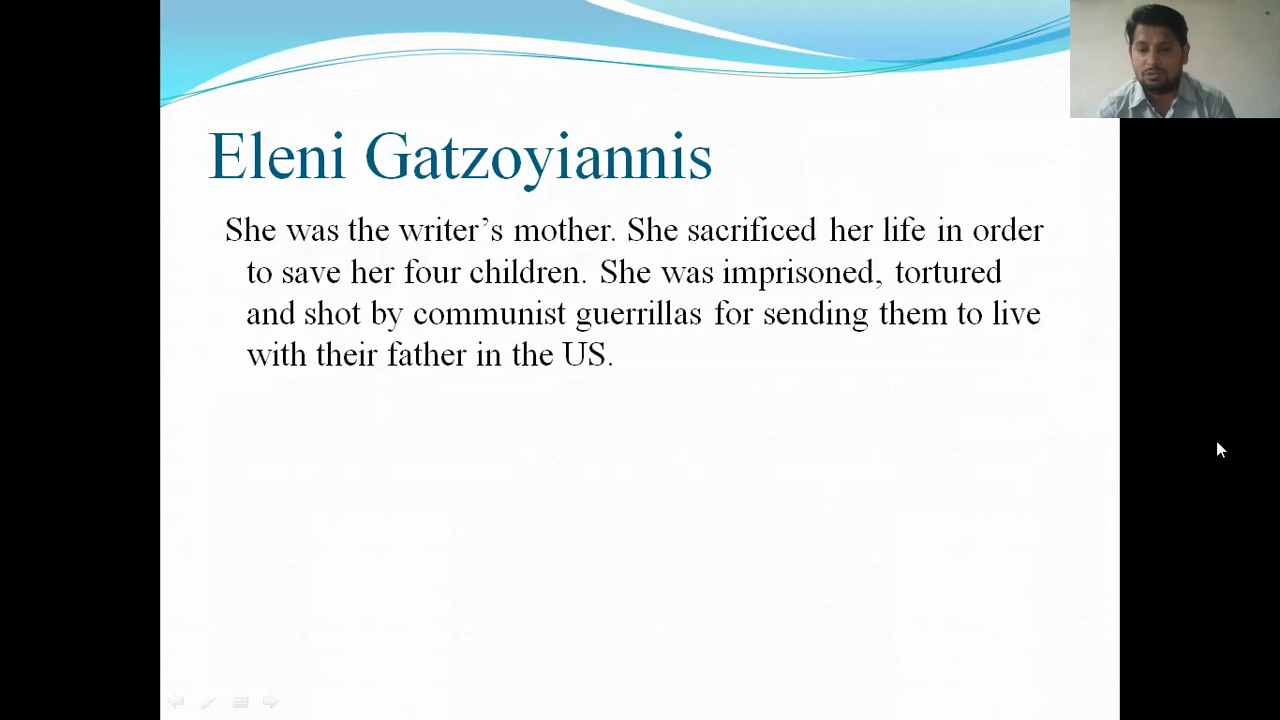 Eleni Gatzoyiannis
She was the writer’s mother. She sacrificed her life in order
to save her four children. She was imprisoned, tortured
and shot by communist guerrillas for sending them to live
with their father in the US.